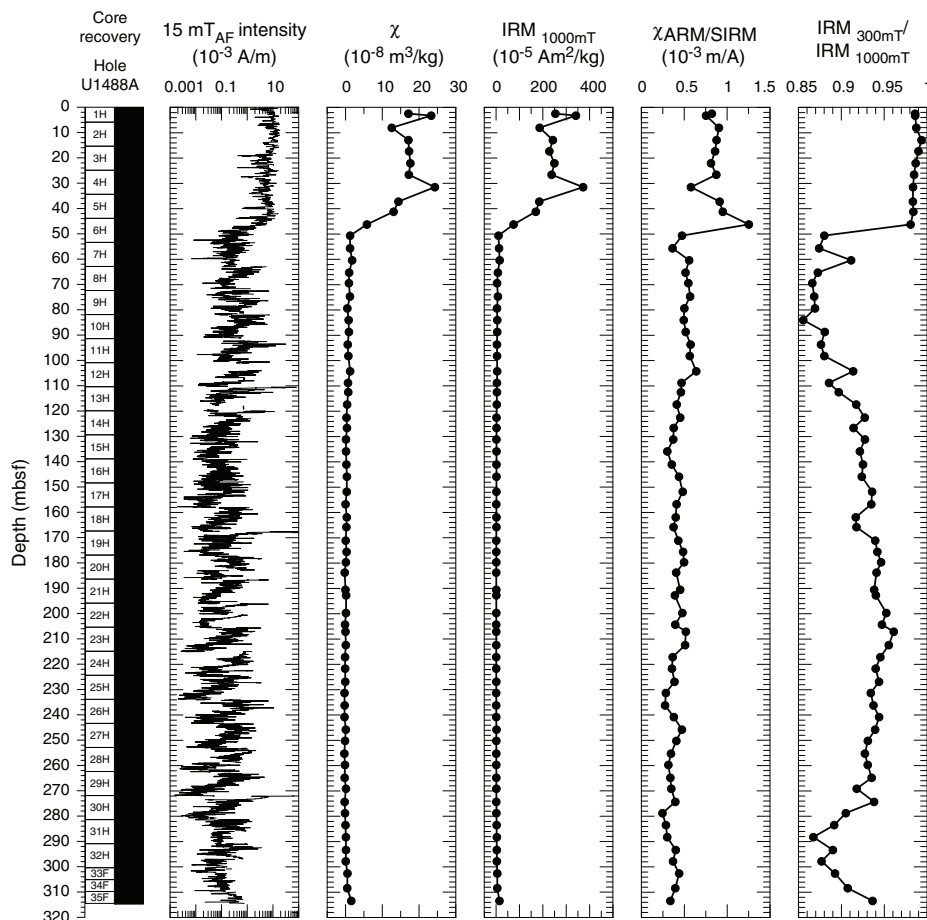 Core
recovery
Hole
U1488A
15 mT AF intensity
(10-3 A/m)
χ
(10-8 m3/kg)
IRM 1000mT
(10-5 Am2/kg)
χARM/SIRM
(10-3 m/A)
IRM 300mT/
IRM 1000mT
0.001 0.1 10
0 10 20 30
0 200 400 600
0 0.5 1 1.5
0.85 0.9 0.95 1
Depth (mbsf)
0
10
20
30
40
50
60
70
80
90
100
110
120
130
140
150
160
170
180
190
200
210
220
230
240
250
260
270
280
290
300
310
320
1H
2H
3H
4H
5H
6H
7H
8H
9H
10H
11H
12H
13H
14H
15H
16H
17H
18H
19H
20H
21H
22H
23H
24H
25H
26H
27H
28H
29H
30H
31H
32H
33F
34F
35F